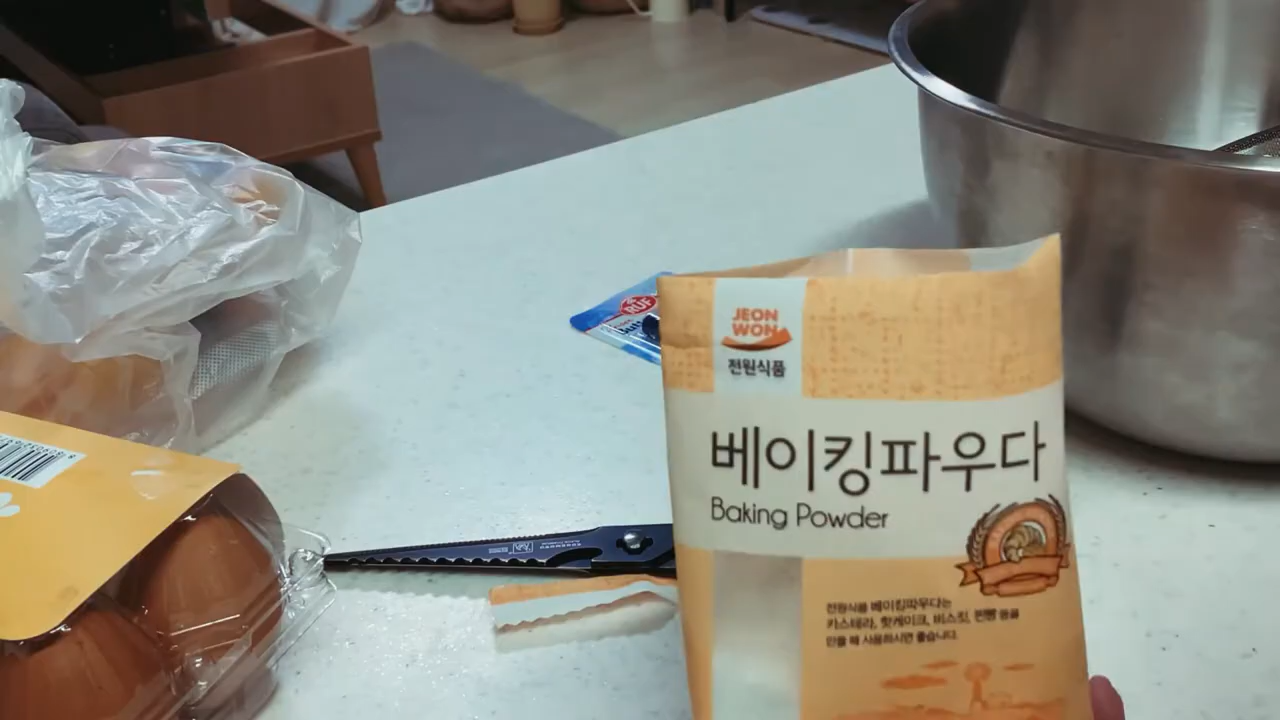 JEON
WON
전원식품
베이킹파우다
Baking Powder
전원식품 베이킹파우다는
카스테라, 핫케이크, 비스킷, 찐빵 등을
만들 때 사용하시면 좋습니다.
RUF